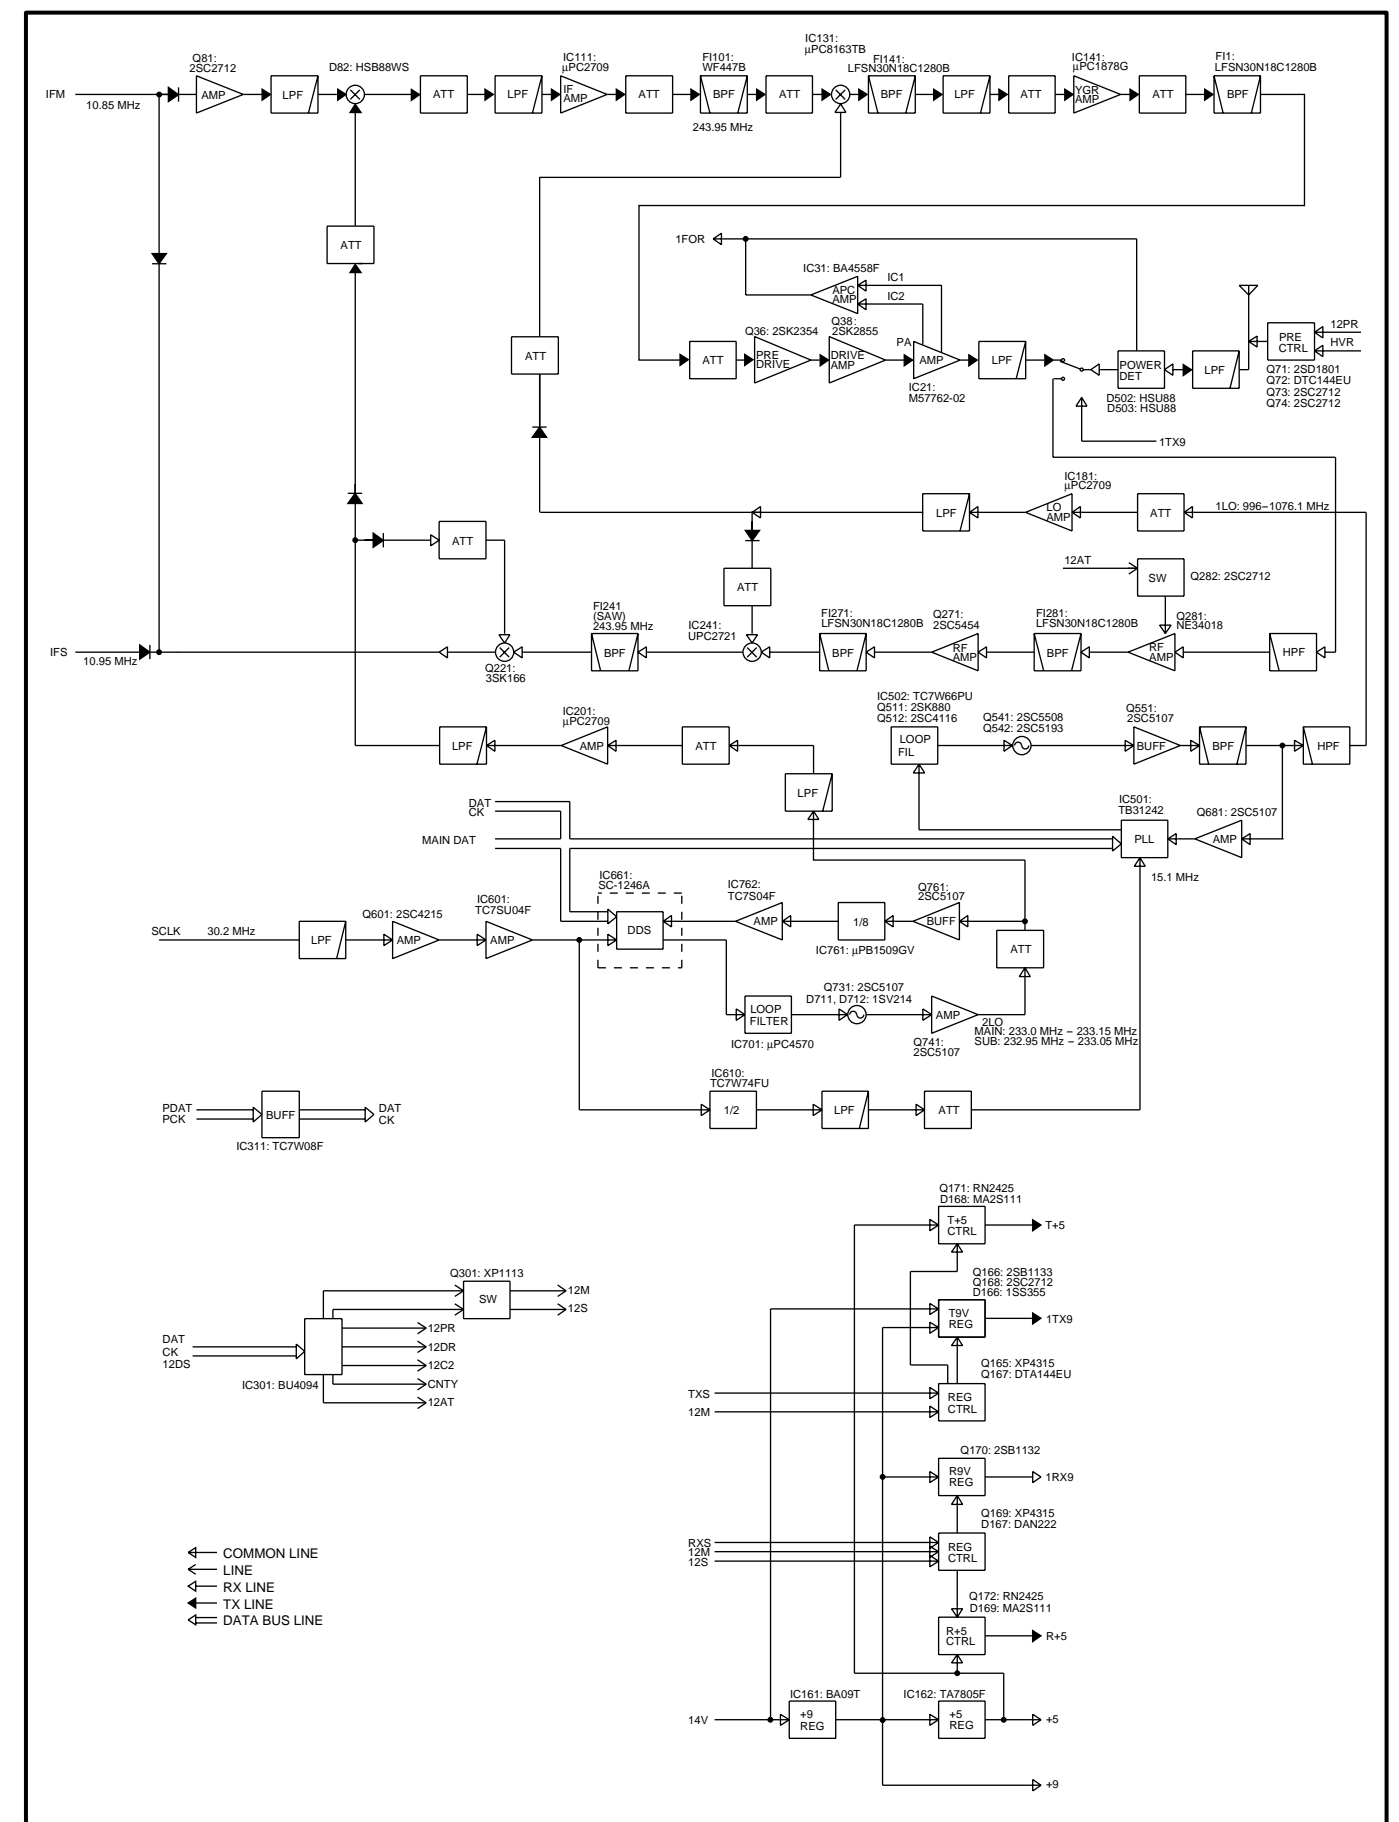 Q81:
2SC2712
D82: HSB88WS
IC111:
µPC2709
FI101:
WF447B
IC131:
µPC8163TB
FI141:
LFSN30N18C1280B
IC141:
µPC1878G
FI1:
LFSN30N18C1280B
IFM
10.85 MHz
AMP
LPF
ATT
LPF
IF
AMP
ATT
BPF
243.95 MHz
ATT
BPF
LPF
ATT
YGR
AMP
ATT
BPF
ATT
1FOR
IC31: BA4558F
APC
AMP
IC1
IC2
Q36: 2SK2354
Q38:
2SK2855
ATT
ATT
PRE
DRIVE
DRIVE
AMP
PA
AMP
IC21:
M57762-02
LPF
POWER
DET
D502: HSU88
D503: HSU88
LPF
PRE
CTRL
12PR
HVR
Q71: 2SD1801
Q72: DTC144EU
Q73: 2SC2712
Q74: 2SC2712
1TX9
IC181:
µPC2709
LPF
LO
AMP
ATT
1LO: 996–1076.1 MHz
ATT
ATT
12AT
SW
Q282: 2SC2712
IFS
10.95 MHz
Q221:
3SK166
FI241
(SAW)
243.95 MHz
BPF
IC241:
UPC2721
FI271:
LFSN30N18C1280B
BPF
Q271:
2SC5454
RF
AMP
FI281:
LFSN30N18C1280B
BPF
Q281:
NE34018
RF
AMP
HPF
IC201:
µPC2709
LPF
AMP
ATT
LPF
IC502: TC7W66PU
Q511: 2SK880
Q512: 2SC4116
LOOP
FIL
Q541: 2SC5508
Q542: 2SC5193
Q551:
2SC5107
BUFF
BPF
HPF
DAT
CK
MAIN DAT
IC501:
TB31242
PLL
Q681: 2SC5107
AMP
15.1 MHz
SCLK
30.2 MHz
LPF
Q601: 2SC4215
AMP
IC601:
TC7SU04F
AMP
IC661:
SC-1246A
DDS
IC762:
TC7S04F
AMP
1/8
IC761: µPB1509GV
Q761:
2SC5107
BUFF
ATT
LOOP
FILTER
IC701: µPC4570
Q731: 2SC5107
D711, D712: 1SV214
AMP
Q741:
2SC5107
2LO
MAIN: 233.0 MHz – 233.15 MHz
SUB: 232.95 MHz – 233.05 MHz
IC610:
TC7W74FU
1/2
LPF
ATT
PDAT
PCK
BUFF
DAT
CK
IC311: TC7W08F
Q171: RN2425
D168: MA2S111
T+5
CTRL
T+5
Q166: 2SB1133
Q168: 2SC2712
D166: 1SS355
T9V
REG
1TX9
Q165: XP4315
Q167: DTA144EU
TXS
12M
REG
CTRL
Q301: XP1113
SW
12M
12S
DAT
CK
12DS
IC301: BU4094
12PR
12DR
12C2
CNTY
12AT
Q170: 2SB1132
R9V
REG
1RX9
Q169: XP4315
D167: DAN222
RXS
12M
12S
REG
CTRL
Q172: RN2425
D169: MA2S111
R+5
CTRL
R+5
COMMON LINE
LINE
RX LINE
TX LINE
DATA BUS LINE
IC161: BA09T
14V
+9
REG
IC162: TA7805F
+5
REG
+5
+9